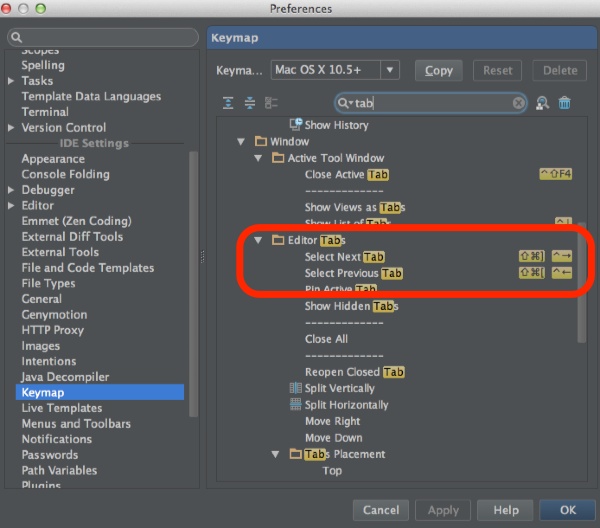 Preferences
Scopes
Spelling
Tasks
Template Data Languages
Terminal
Version Control
IDE Settings
Appearance
Console Folding
Debugger
Editor
Emmet (Zen Coding)
External Diff Tools
External Tools
File and Code Templates
File Types
General
Genymotion
HTTP Proxy
Images
Intentions
Java Decompiler
Keymap
Live Templates
Menus and Toolbars
Notifications
Passwords
Path Variables
Plugins
Keymap
Keyma... Mac OS X 10.5+ Copy Reset Delete
tab
Show History
Window
Active Tool Window
Close Active Tab ^⇧F4
-------------
Show Views as Tabs
Show List of Tabs
Editor Tabs
Select Next Tab ⇧⌘] ^→
Select Previous Tab ⇧⌘[ ^←
Pin Active Tab
Show Hidden Tabs
-------------
Close All
-------------
Reopen Closed Tab
Split Vertically
Split Horizontally
Move Right
Move Down
Tabs Placement
Top
Cancel Apply Help OK